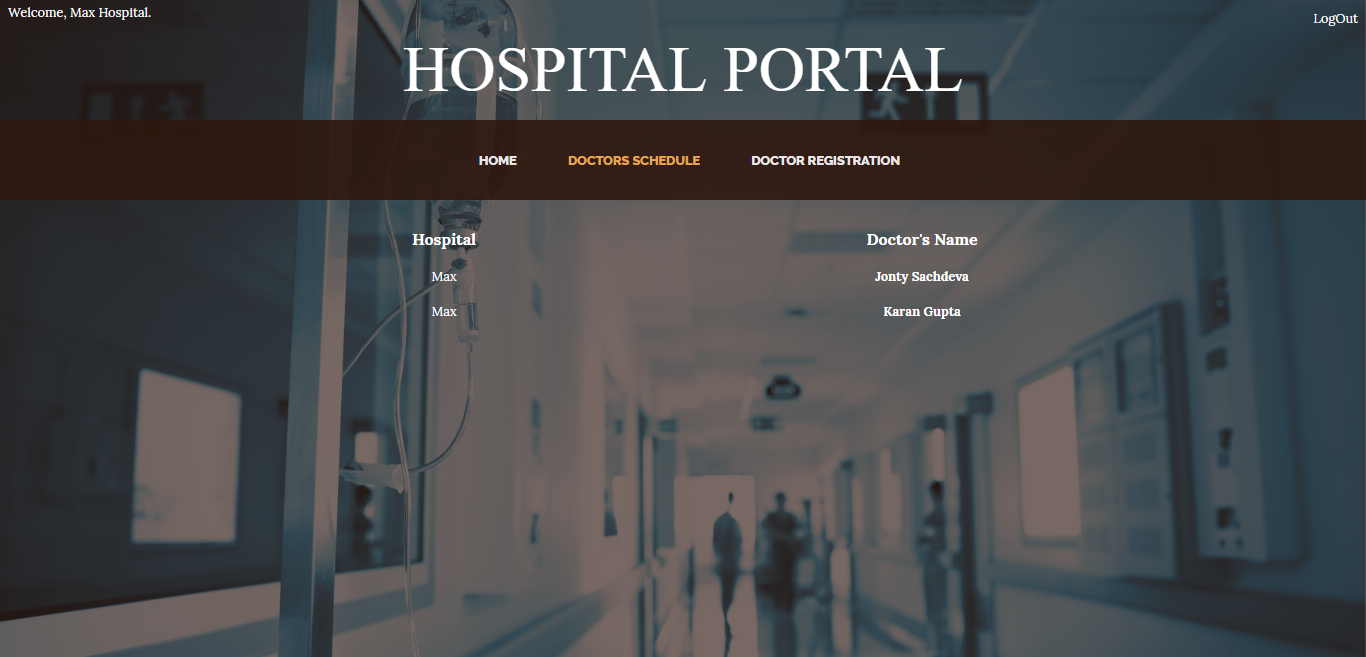 Welcome, Max Hospital.
LogOut
HOSPITAL PORTAL
HOME DOCTORS SCHEDULE DOCTOR REGISTRATION
Hospital Doctor's Name
Max Jonty Sachdeva
Max Karan Gupta